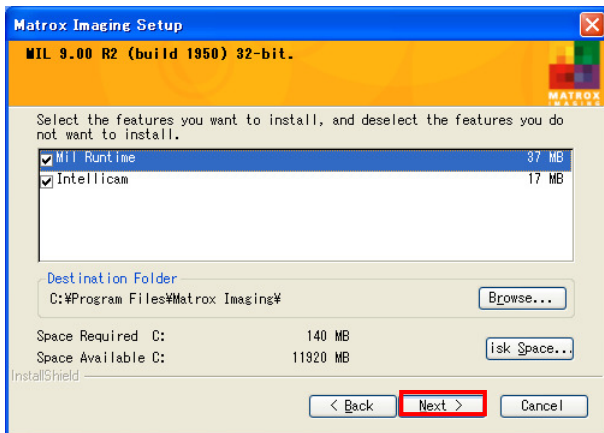 Matrox Imaging Setup
MIL 9.00 R2 (build 1950) 32-bit.
MATROX
IMAGING
Select the features you want to install, and deselect the features you do
not want to install.
Mil Runtime 37 MB
Intellicam 17 MB
Destination Folder
C:¥Program Files¥Matrox Imaging¥
Browse...
Space Required C: 140 MB
Space Available C: 11920 MB
isk Space..
InstallShield
< Back Next > Cancel